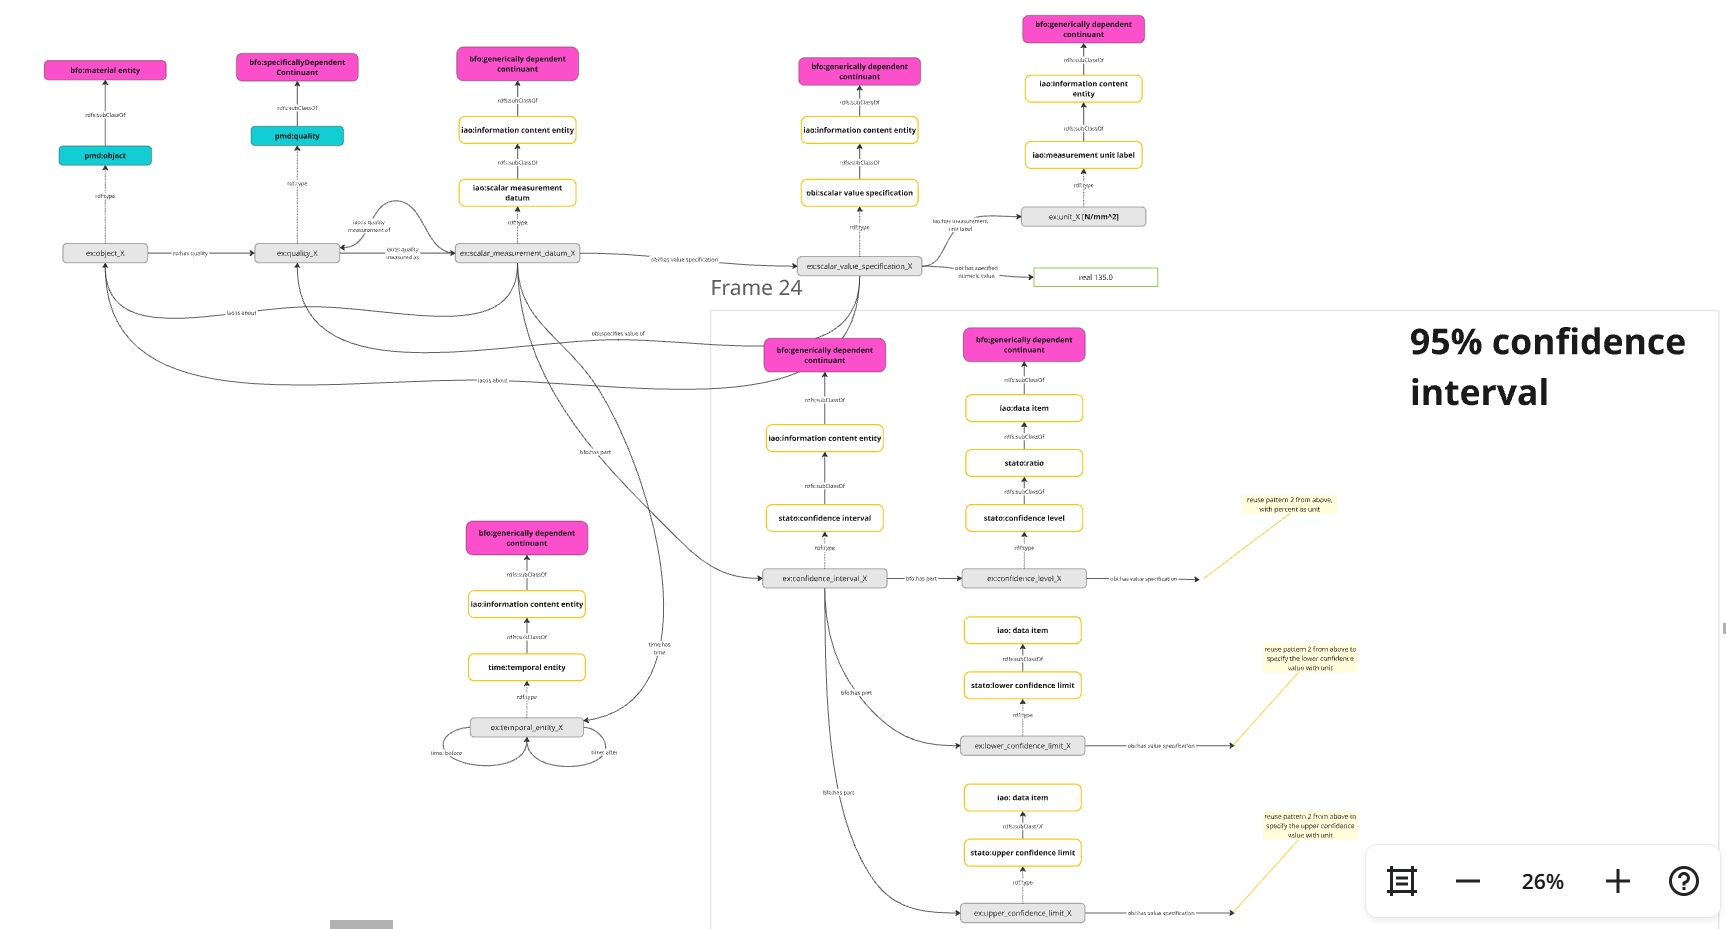 bfo:material entity
rdfs:subClassOf
pmd:object
rdf:type
ex:object_X
ro:has quality
bfo:specificallyDependent
Continuant
rdfs:subClassOf
pmd:quality
rdf:type
ex:quality_X
iao:is quality
measurement of
iao:is quality
measured as
bfo:generically dependent
continuant
rdfs:subClassOf
iao:information content entity
rdfs:subClassOf
iao:scalar measurement
datum
rdf:type
ex:scalar_measurement_datum_X
obi:has value specification
bfo:generically dependent
continuant
rdfs:subClassOf
iao:information content entity
rdfs:subClassOf
obi:scalar value specification
rdf:type
ex:scalar_value_specification_X
bfo:generically dependent
continuant
rdfs:subClassOf
iao:information content
entity
rdfs:subClassOf
iao:measurement unit label
rdf:type
ex:unit_X [N/mm^2]
iao:has measurement
unit label
obi:has specified
numeric value
real 135.0
iao:is about
obi:specifies value of
iao:is about
bfo:has part
time:has
time
bfo:generically dependent
continuant
rdfs:subClassOf
iao:information content entity
rdfs:subClassOf
time:temporal entity
rdf:type
ex:temporal_entity_X
time: before
time: after
Frame 24
95% confidence
interval
bfo:generically dependent
continuant
rdfs:subClassOf
iao:information content entity
rdfs:subClassOf
stato:confidence interval
rdf:type
ex:confidence_interval_X
bfo:has part
bfo:generically dependent
continuant
rdfs:subClassOf
iao:data item
rdfs:subClassOf
stato:ratio
rdfs:subClassOf
stato:confidence level
rdf:type
ex:confidence_level_X
obi:has value specification
reuse pattern 2 from above,
with percent as unit
bfo:has part
iao: data item
rdfs:subClassOf
stato:lower confidence limit
rdf:type
ex:lower_confidence_limit_X
obi:has value specification
reuse pattern 2 from above to
specify the lower confidence
value with unit
bfo:has part
iao: data item
rdfs:subClassOf
stato:upper confidence limit
rdf:type
ex:upper_confidence_limit_X
obi:has value specification
reuse pattern 2 from above to
specify the upper confidence
value with unit
26%